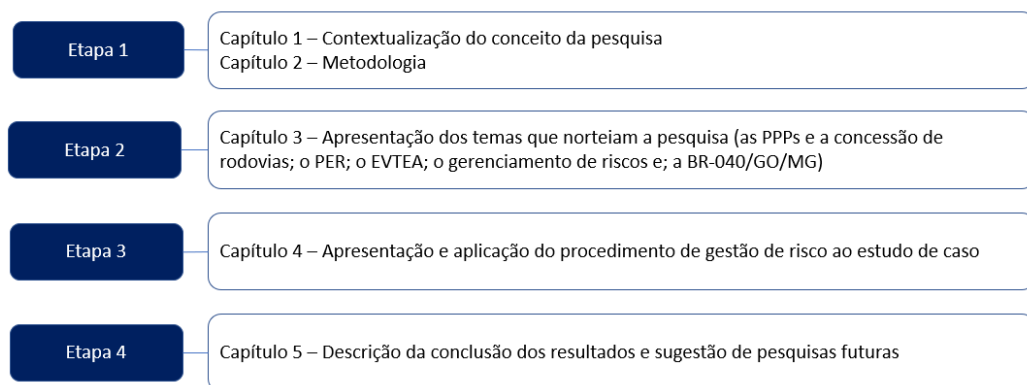 Etapa 1
Capítulo 1 – Contextualização do conceito da pesquisa
Capítulo 2 – Metodologia
Etapa 2
Capítulo 3 – Apresentação dos temas que norteiam a pesquisa (as PPPs e a concessão de
rodovias; o PER; o EVTEA; o gerenciamento de riscos e; a BR-040/GO/MG)
Etapa 3
Capítulo 4 – Apresentação e aplicação do procedimento de gestão de risco ao estudo de caso
Etapa 4
Capítulo 5 – Descrição da conclusão dos resultados e sugestão de pesquisas futuras